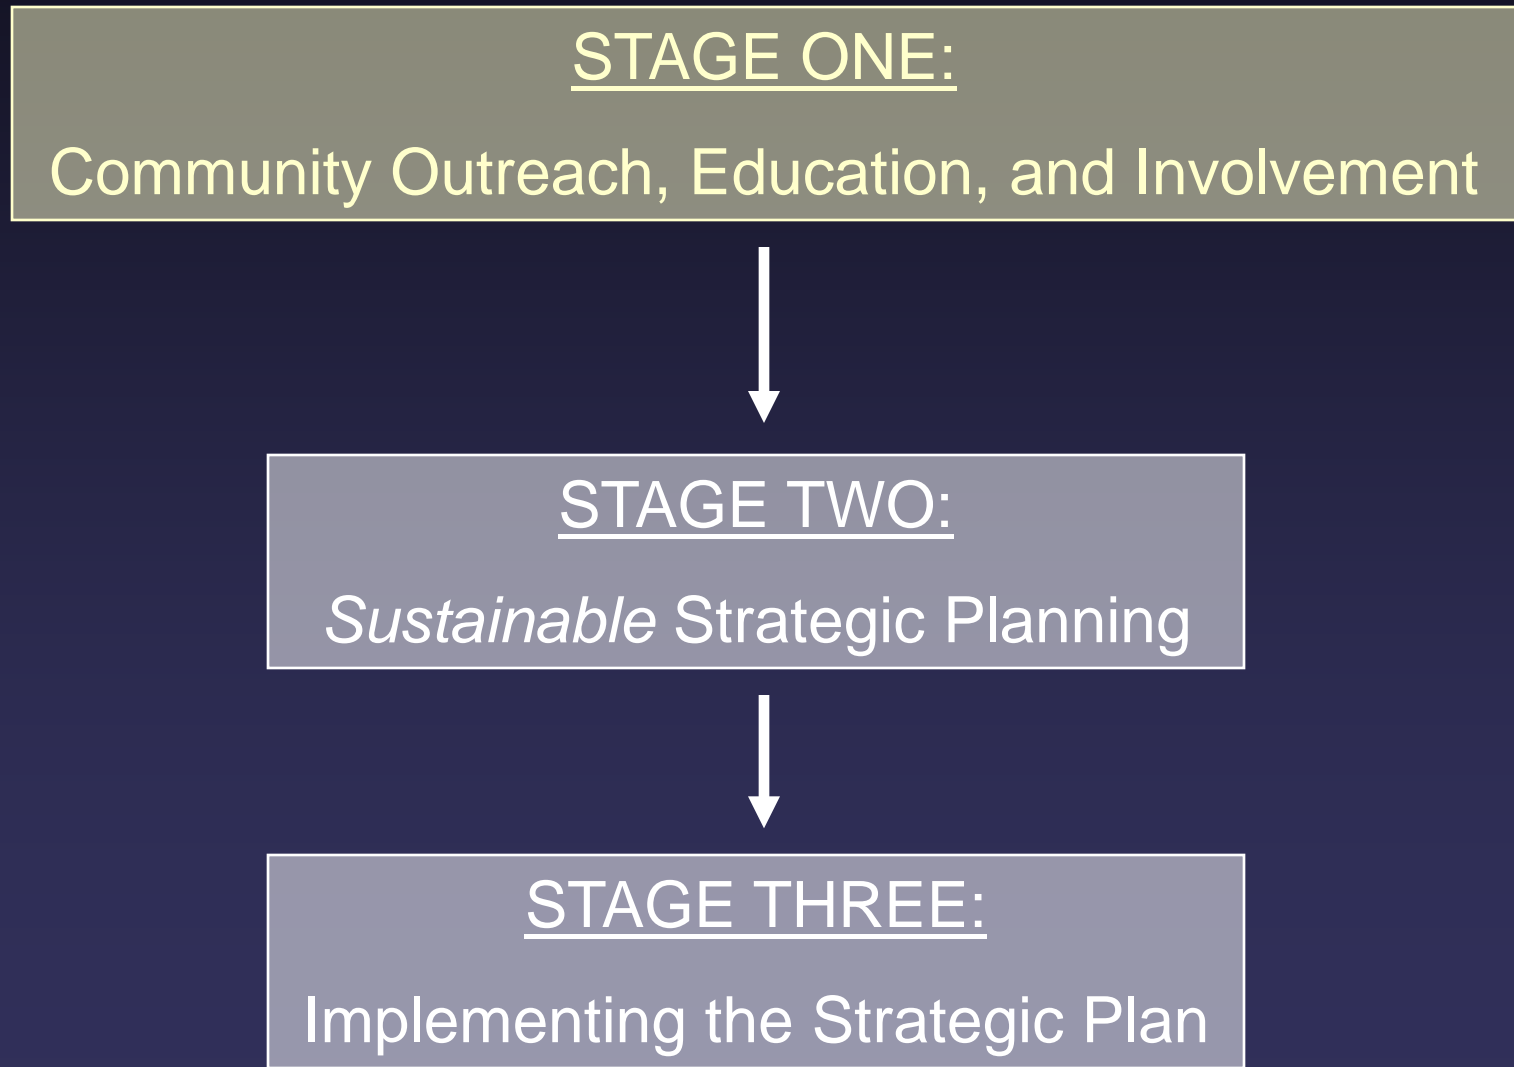 STAGE ONE:
Community Outreach, Education, and Involvement
STAGE TWO:
Sustainable Strategic Planning
STAGE THREE:
Implementing the Strategic Plan